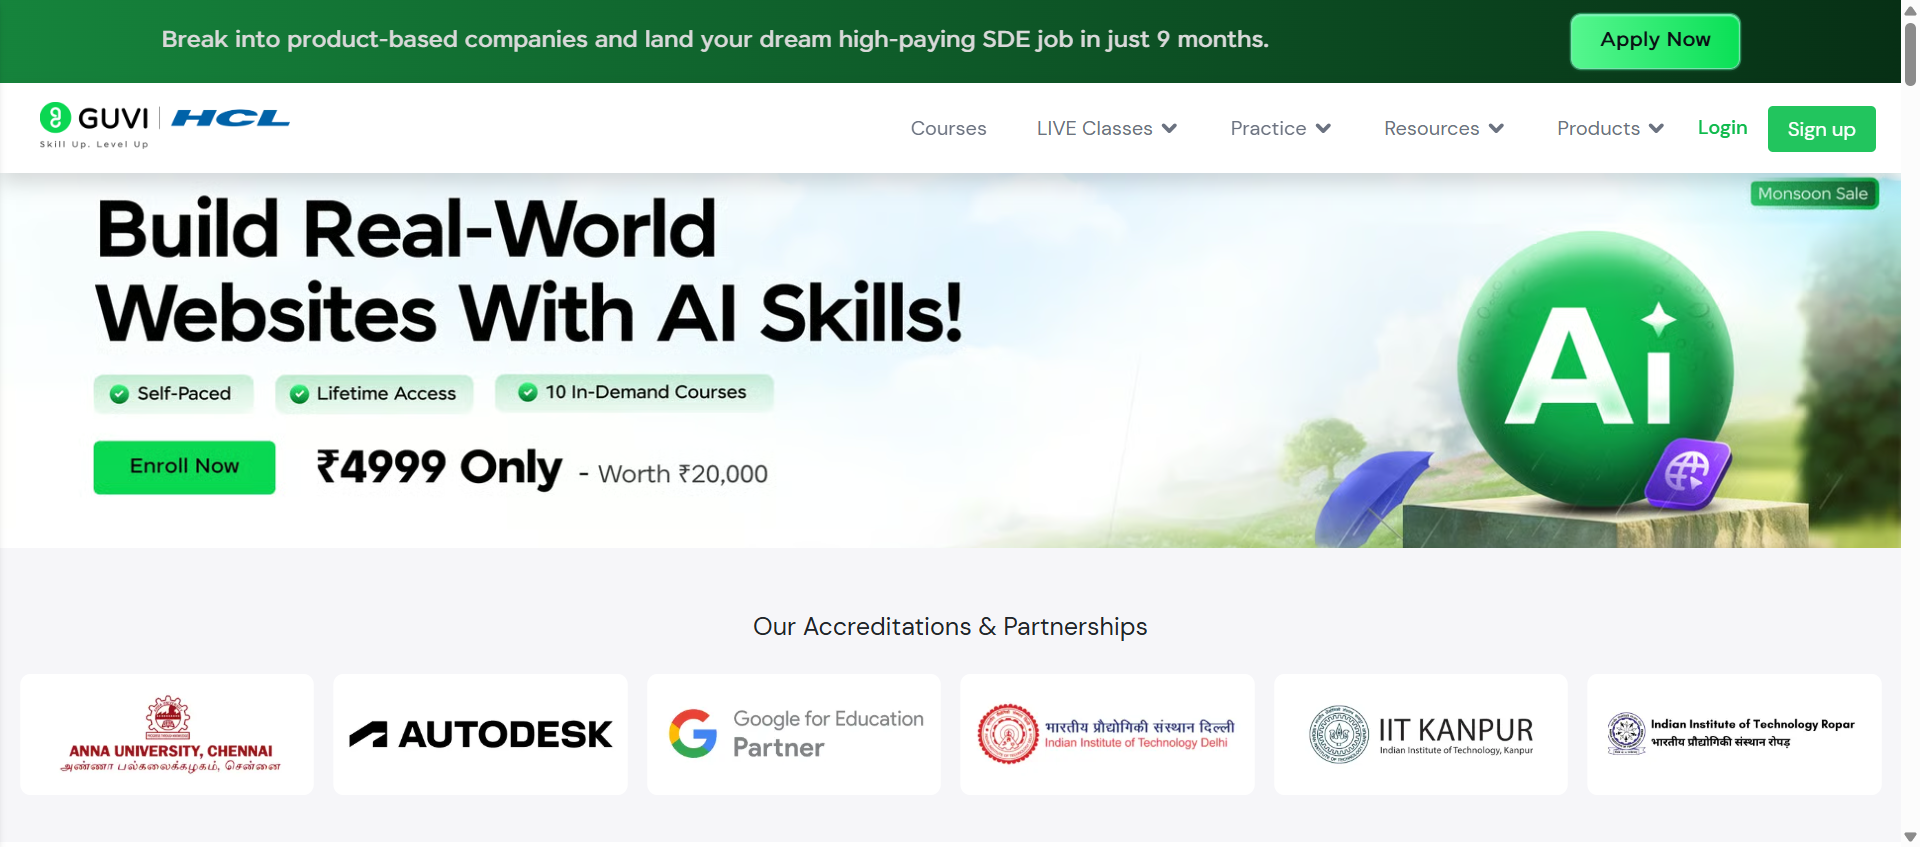 Break into product-based companies and land your dream high-paying SDE job in just 9 months.
Apply Now
GUVI
HCL
Skill Up. Level Up
Courses
LIVE Classes
Practice
Resources
Products
Login
Sign up
Monsoon Sale
Build Real-World
Websites With AI Skills!
Ai
Self-Paced
Lifetime Access
10 In-Demand Courses
Enroll Now
₹4999 Only - Worth ₹20,000
Our Accreditations & Partnerships
ANNA UNIVERSITY, CHENNAI
அண்ணா பல்கலைக்கழகம், சென்னை
AUTODESK
Google for Education
Partner
भारतीय प्रौद्योगिकी संस्थान दिल्ली
Indian Institute of Technology Delhi
IIT KANPUR
Indian Institute of Technology, Kanpur
Indian Institute of Technology Ropar
भारतीय प्रौद्योगिकी संस्थान रोपड़